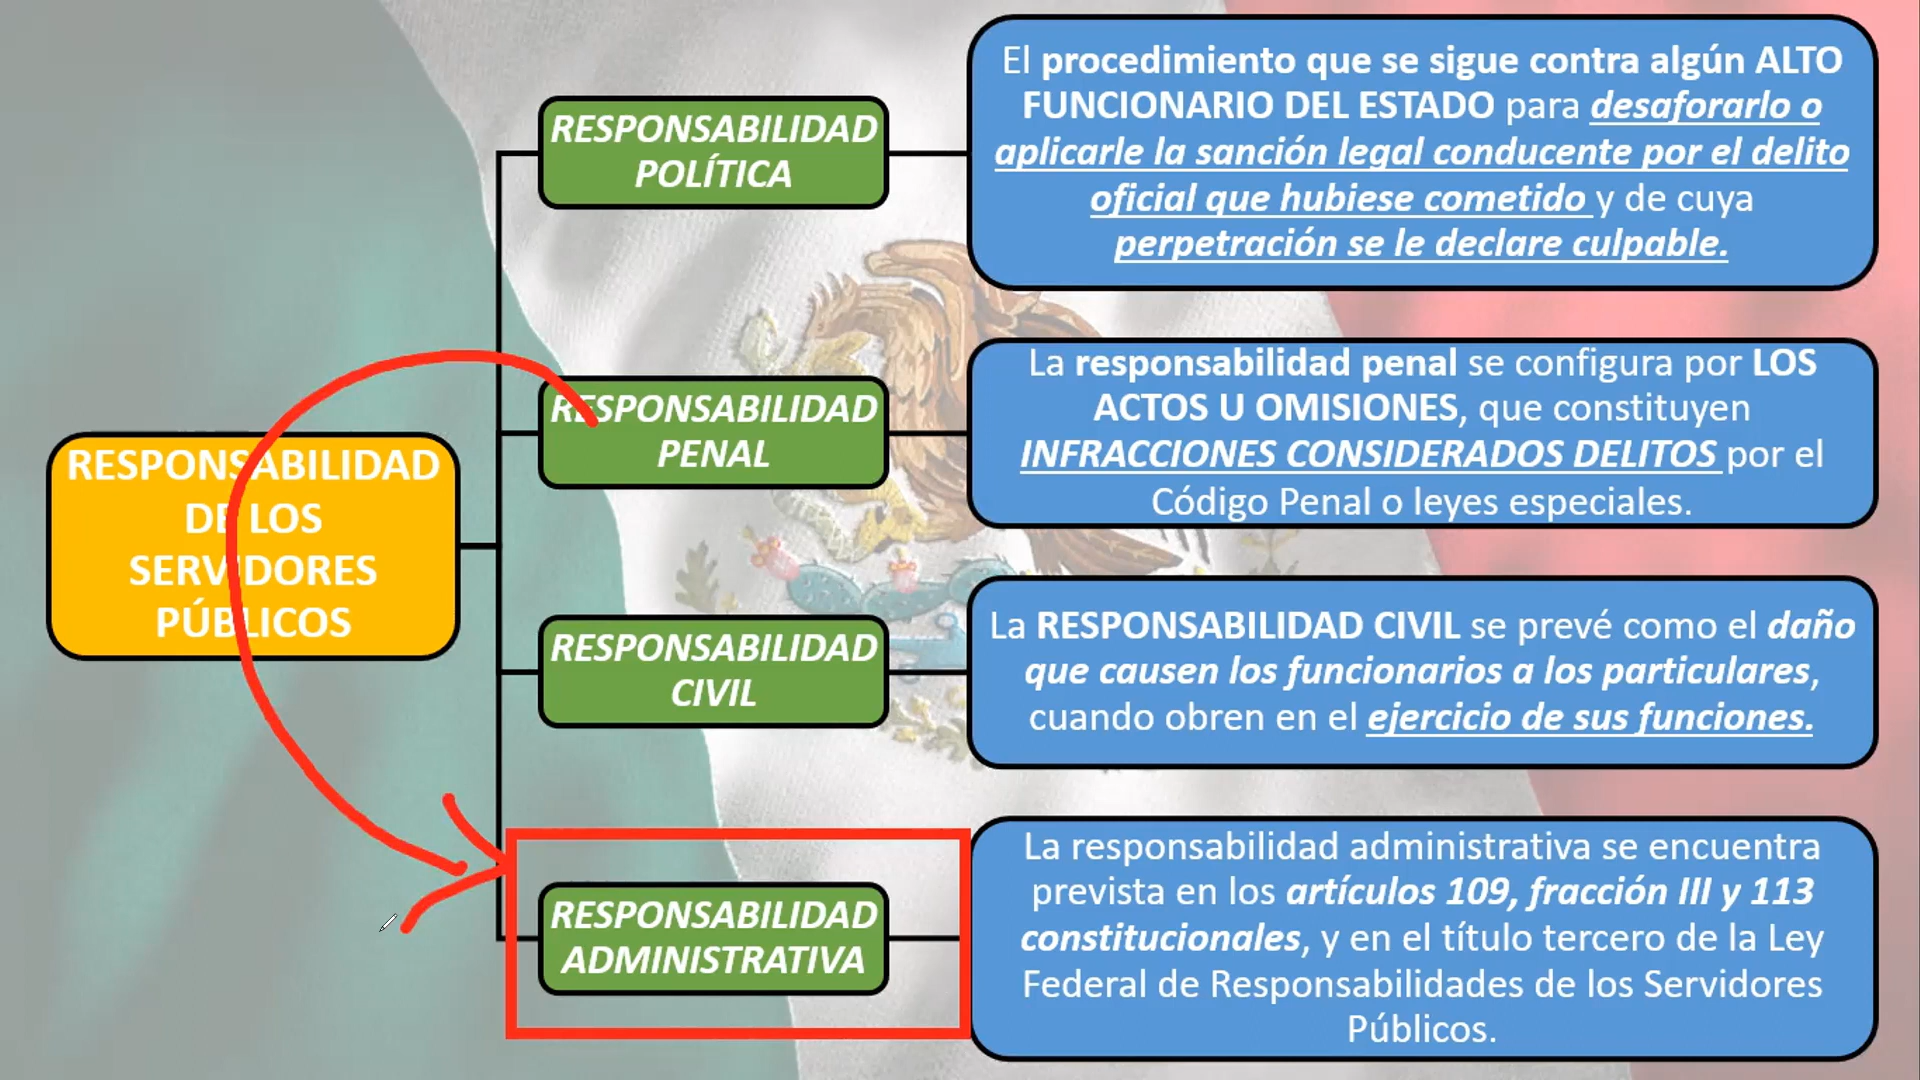 RESPONSABILIDAD
DE LOS
SERVIDORES
PÚBLICOS
RESPONSABILIDAD
POLÍTICA
El procedimiento que se sigue contra algún ALTO
FUNCIONARIO DEL ESTADO para desaforarlo o
aplicarle la sanción legal conducente por el delito
oficial que hubiese cometido y de cuya
perpetración se le declare culpable.
RESPONSABILIDAD
PENAL
La responsabilidad penal se configura por LOS
ACTOS U OMISIONES, que constituyen
INFRACCIONES CONSIDERADOS DELITOS por el
Código Penal o leyes especiales.
RESPONSABILIDAD
CIVIL
La RESPONSABILIDAD CIVIL se prevé como el daño
que causen los funcionarios a los particulares,
cuando obren en el ejercicio de sus funciones.
RESPONSABILIDAD
ADMINISTRATIVA
La responsabilidad administrativa se encuentra
prevista en los artículos 109, fracción III y 113
constitucionales, y en el título tercero de la Ley
Federal de Responsabilidades de los Servidores
Públicos.